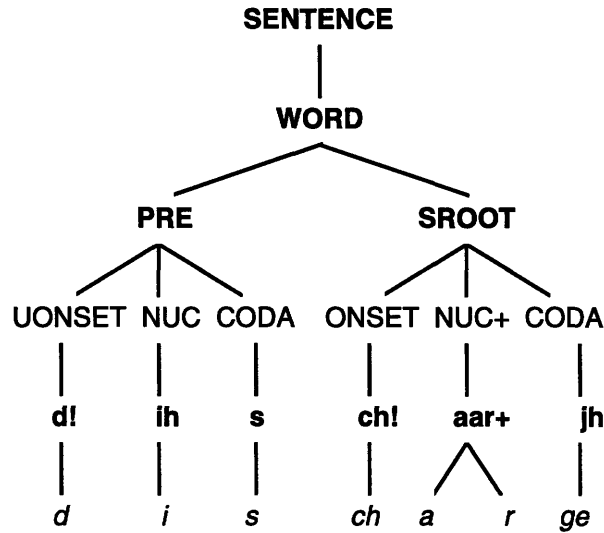 SENTENCE
WORD
PRE SROOT
UONSET NUC CODA ONSET NUC+ CODA
d! ih s ch! aar+ jh
d i s ch a r ge